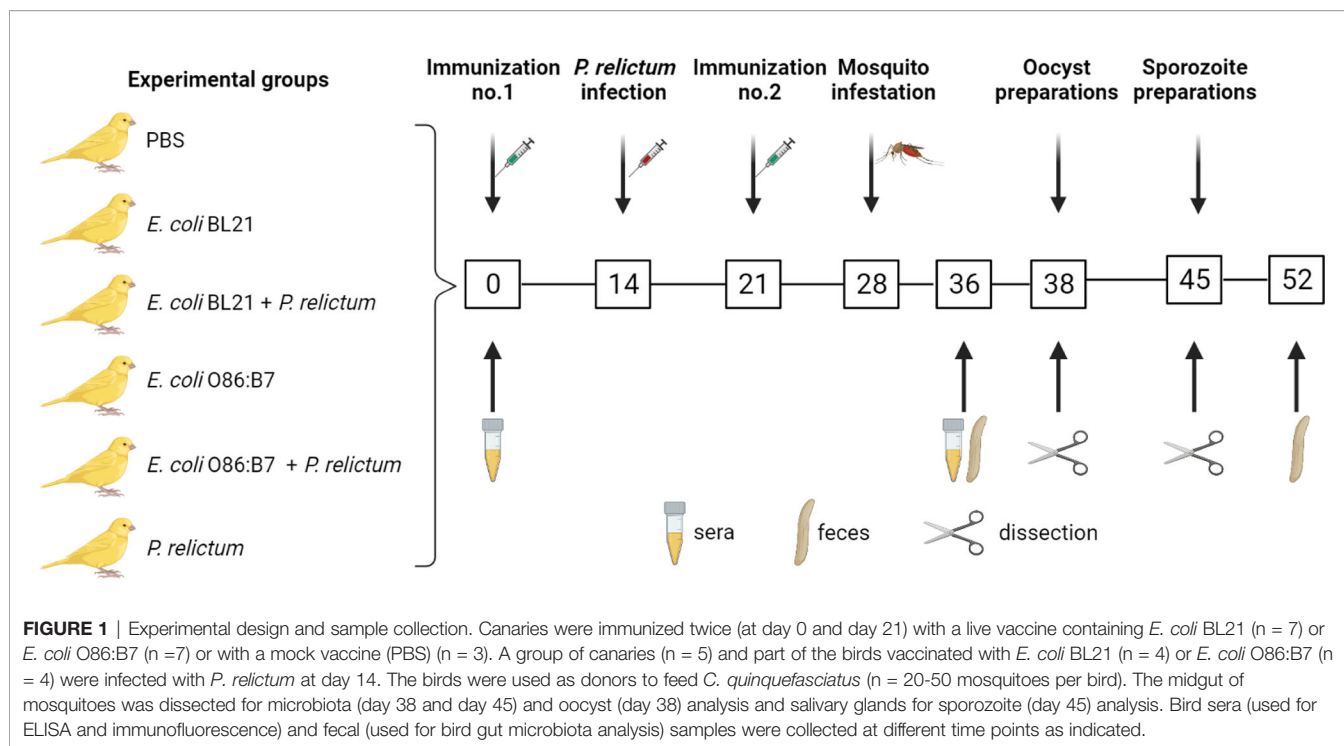 Experimental groups
PBS
E. coli BL21
E. coli BL21 + P. relictum
E. coli O86:B7
E. coli O86:B7 + P. relictum
P. relictum
Immunization no.1
P. relictum infection
Immunization no.2
Mosquito infestation
Oocyst preparations
Sporozoite preparations
0 14 21 28 36 38 45 52
sera feces dissection
FIGURE 1 | Experimental design and sample collection. Canaries were immunized twice (at day 0 and day 21) with a live vaccine containing E. coli BL21 (n = 7) or
E. coli O86:B7 (n =7) or with a mock vaccine (PBS) (n = 3). A group of canaries (n = 5) and part of the birds vaccinated with E. coli BL21 (n = 4) or E. coli O86:B7 (n
= 4) were infected with P. relictum at day 14. The birds were used as donors to feed C. quinquefasciatus (n = 20-50 mosquitoes per bird). The midgut of
mosquitoes was dissected for microbiota (day 38 and day 45) and oocyst (day 38) analysis and salivary glands for sporozoite (day 45) analysis. Bird sera (used for
ELISA and immunofluorescence) and fecal (used for bird gut microbiota analysis) samples were collected at different time points as indicated.